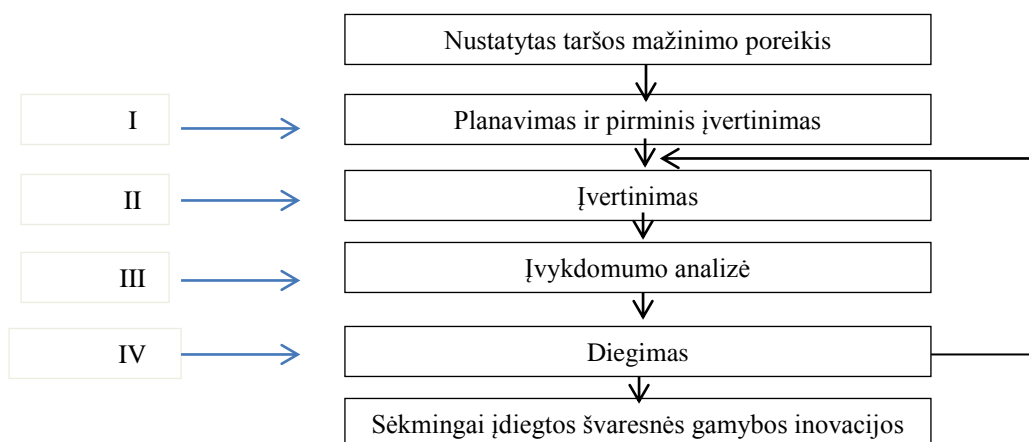 Nustatytas taršos mažinimo poreikis
I
Planavimas ir pirminis įvertinimas
II
Įvertinimas
III
Įvykdomumo analizė
IV
Diegimas
Sėkmingai įdiegtos švaresnės gamybos inovacijos